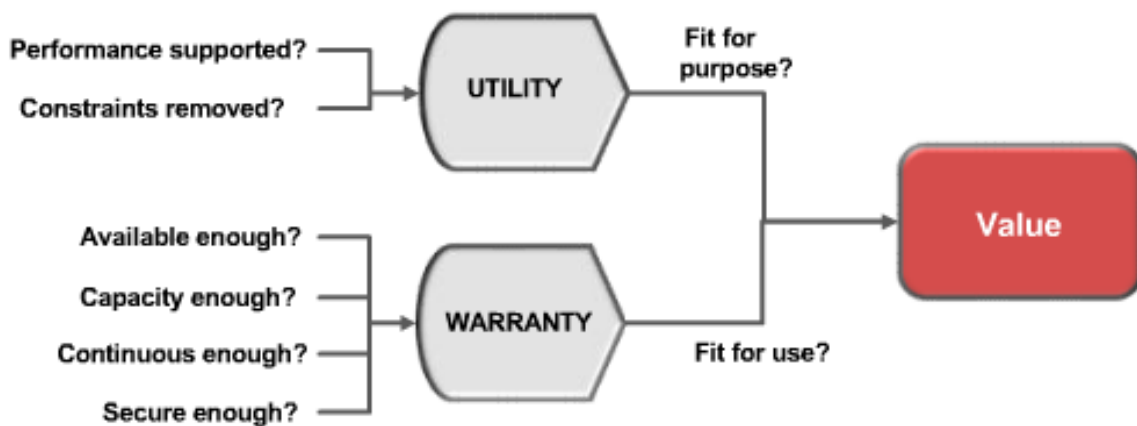 Performance supported?
Constraints removed?
UTILITY
Fit for
purpose?
Available enough?
Capacity enough?
Continuous enough?
Secure enough?
WARRANTY
Fit for use?
Value